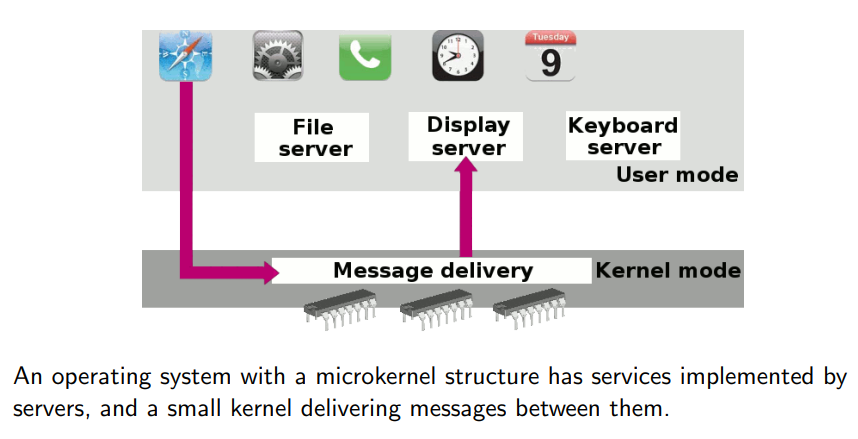 Tuesday
9
File
server
Display
server
Keyboard
server
User mode
Message delivery
Kernel mode
An operating system with a microkernel structure has services implemented by
servers, and a small kernel delivering messages between them.